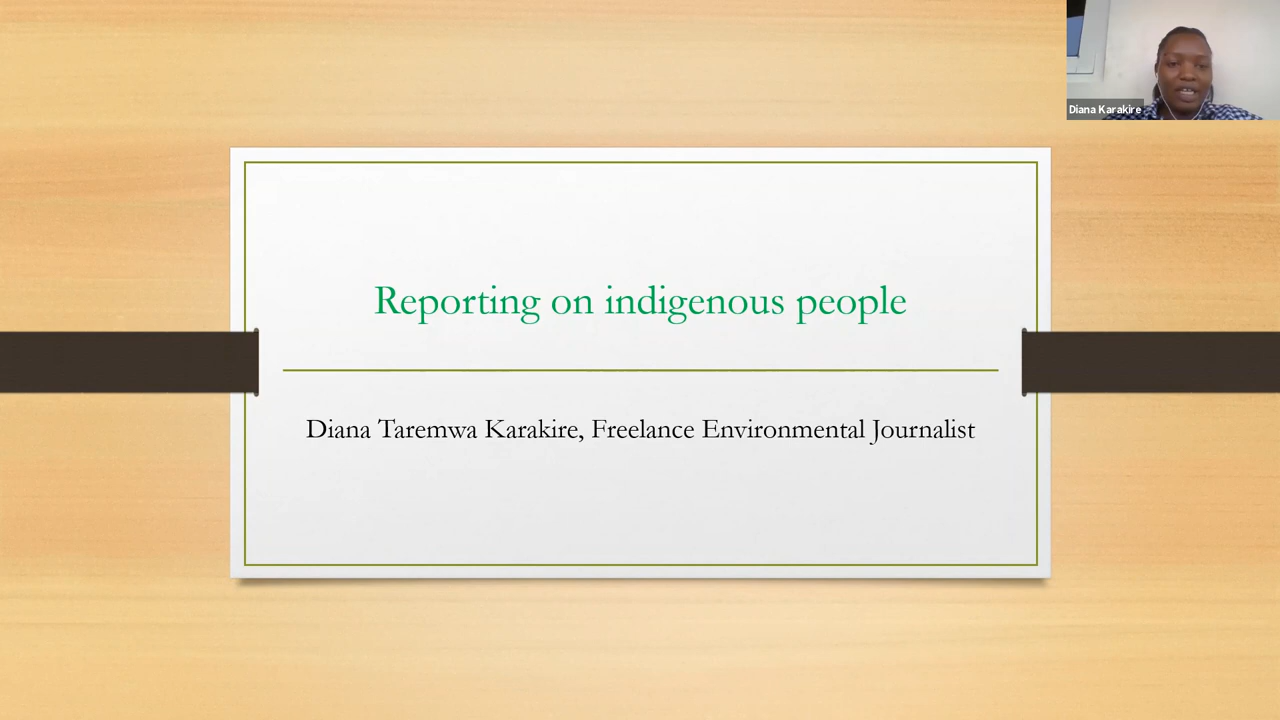 Diana Karakire
Reporting on indigenous people
Diana Taremwa Karakire, Freelance Environmental Journalist